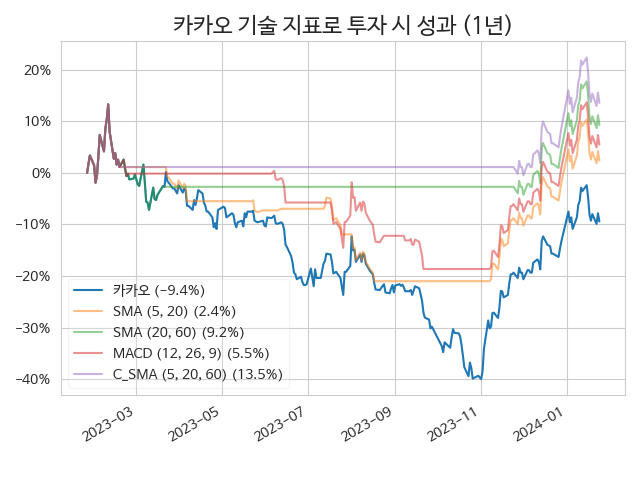 카카오 기술 지표로 투자 시 성과 (1년)
20%
10%
0%
−10%
−20%
−30%
−40%
카카오 (−9.4%)
SMA (5, 20) (2.4%)
SMA (20, 60) (9.2%)
MACD (12, 26, 9) (5.5%)
C_SMA (5, 20, 60) (13.5%)
2023−03
2023−05
2023−07
2023−09
2023−11
2024−01